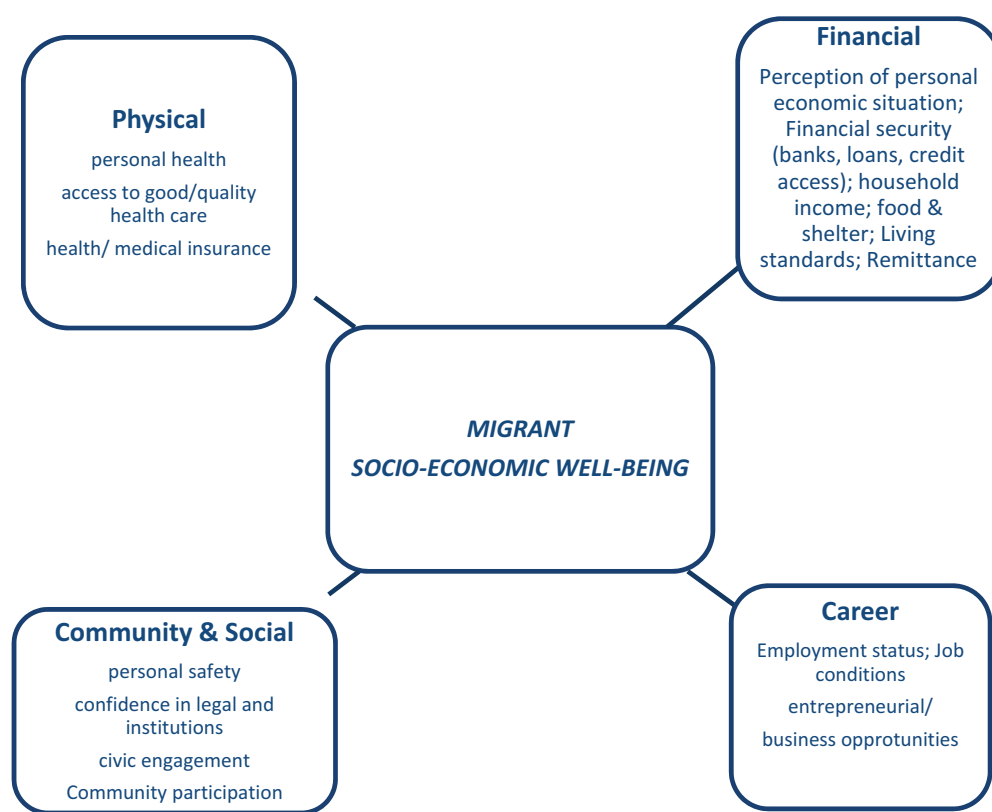 Physical
personal health
access to good/quality
health care
health/ medical insurance
Financial
Perception of personal
economic situation;
Financial security
(banks, loans, credit
access); household
income; food &
shelter; Living
standards; Remittance
MIGRANT
SOCIO-ECONOMIC WELL-BEING
Community & Social
personal safety
confidence in legal and
institutions
civic engagement
Community participation
Career
Employment status; Job
conditions
entrepreneurial/
business opprotunities